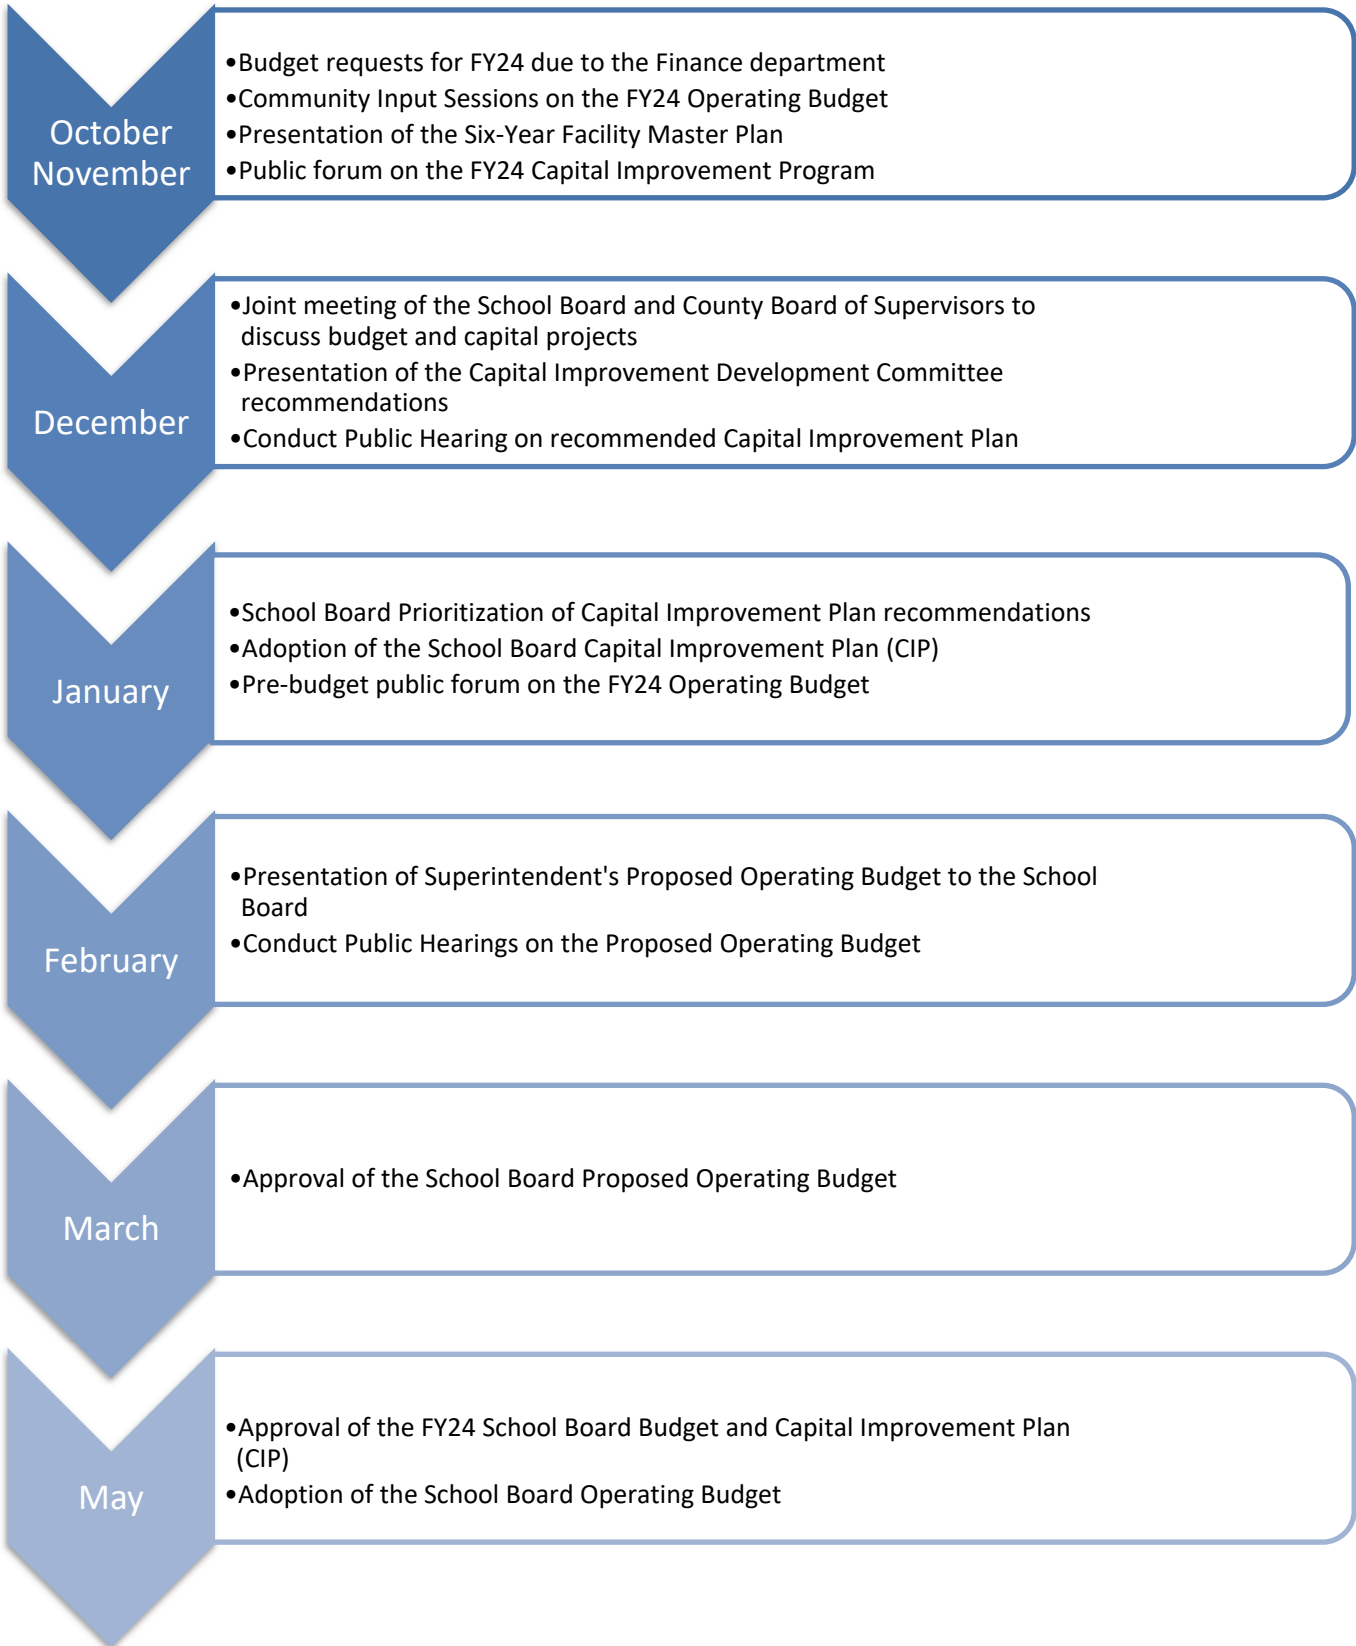 October
November
•Budget requests for FY24 due to the Finance department
•Community Input Sessions on the FY24 Operating Budget
•Presentation of the Six-Year Facility Master Plan
•Public forum on the FY24 Capital Improvement Program
December
•Joint meeting of the School Board and County Board of Supervisors to
discuss budget and capital projects
•Presentation of the Capital Improvement Development Committee
recommendations
•Conduct Public Hearing on recommended Capital Improvement Plan
January
•School Board Prioritization of Capital Improvement Plan recommendations
•Adoption of the School Board Capital Improvement Plan (CIP)
•Pre-budget public forum on the FY24 Operating Budget
February
•Presentation of Superintendent's Proposed Operating Budget to the School
Board
•Conduct Public Hearings on the Proposed Operating Budget
March
•Approval of the School Board Proposed Operating Budget
May
•Approval of the FY24 School Board Budget and Capital Improvement Plan
(CIP)
•Adoption of the School Board Operating Budget